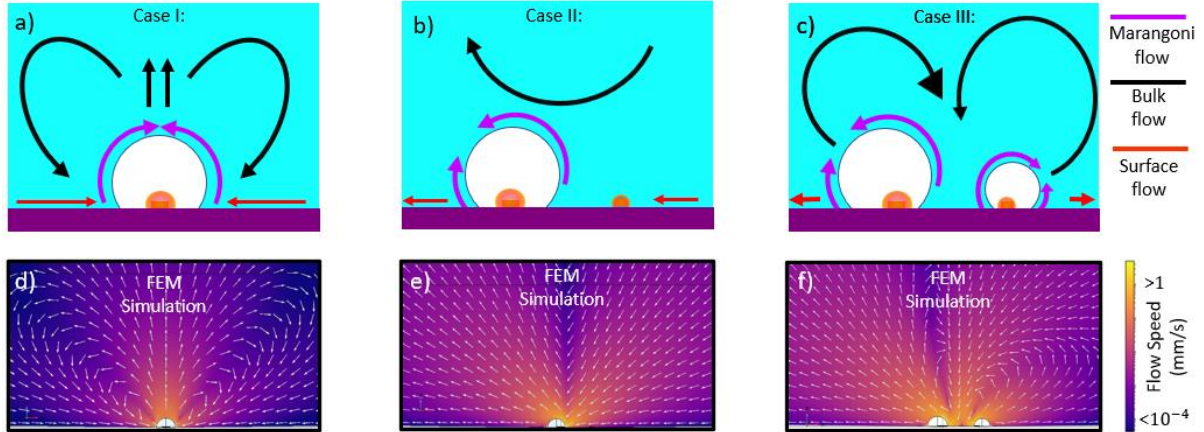 a)
Case I:
b)
Case II:
c)
Case III:
Marangoni
flow
Bulk
flow
Surface
flow
d)
FEM
Simulation
e)
FEM
Simulation
f)
FEM
Simulation
>1
Flow Speed
(mm/s)
<10⁻⁴